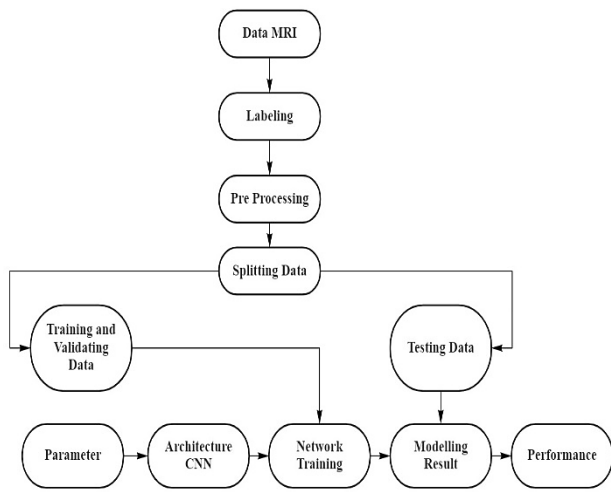 Data MRI
Labeling
Pre Processing
Splitting Data
Training and
Validating
Data
Testing Data
Parameter
Architecture
CNN
Network
Training
Modelling
Result
Performance